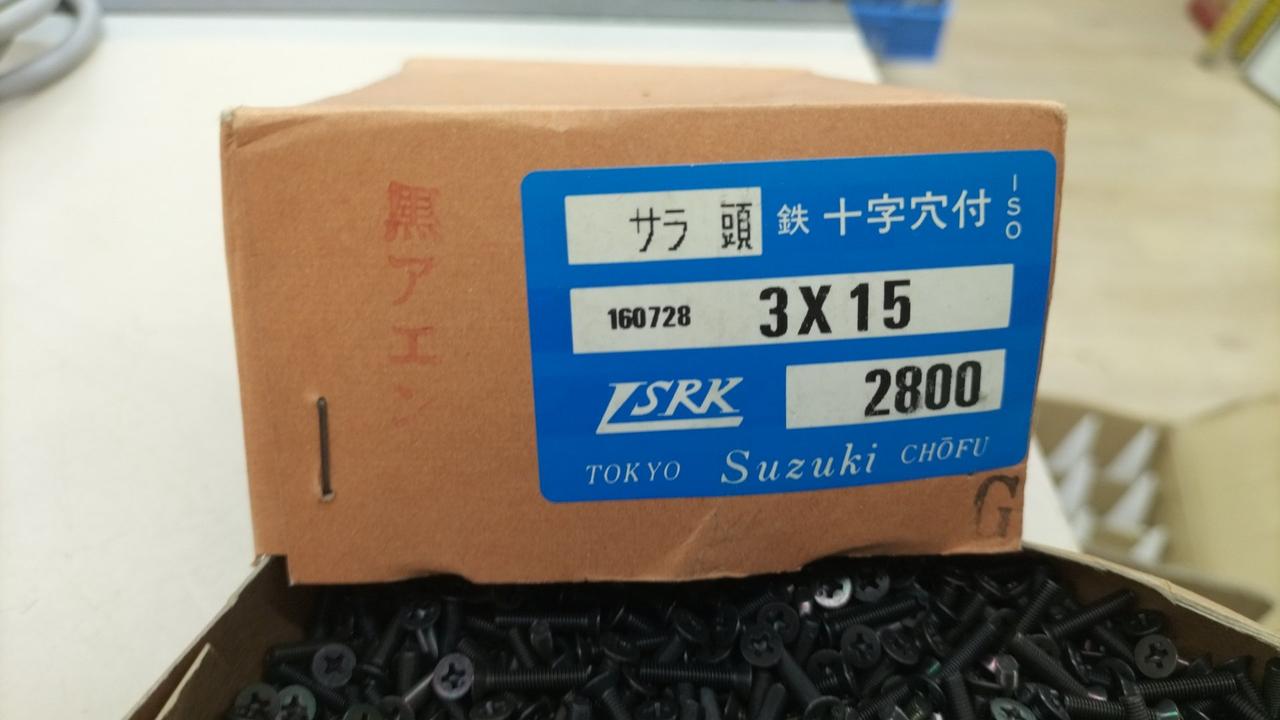 黒アエン
サラ 頭 鉄 十字穴付 ISO
160728 3X15
LSRK 2800
TOKYO Suzuki CHŌFU
G